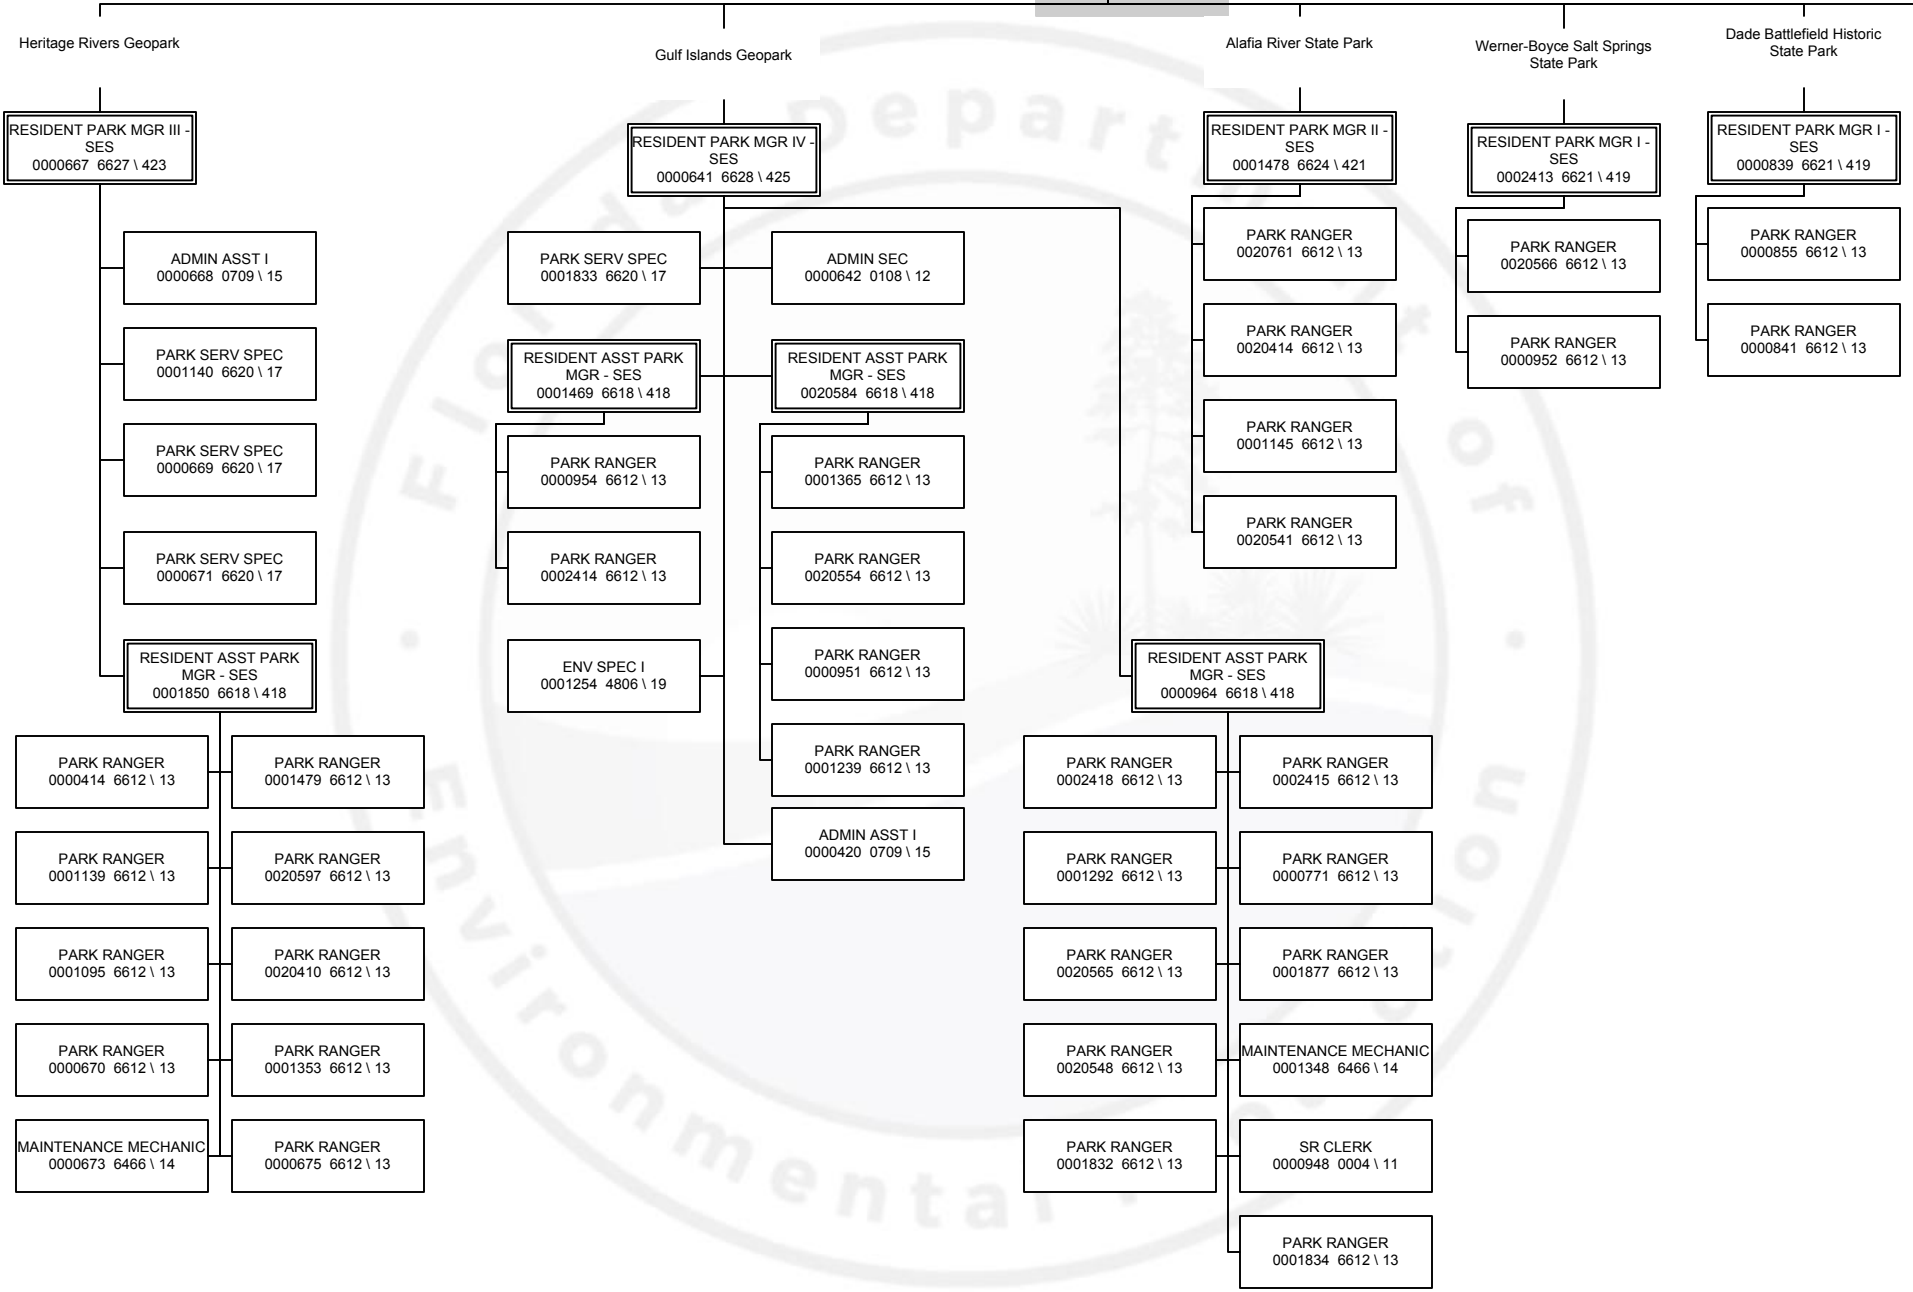 Heritage Rivers Geopark
RESIDENT PARK MGR III -
SES
0000667 6627 \ 423
ADMIN ASST I
0000668 0709 \ 15
PARK SERV SPEC
0001140 6620 \ 17
PARK SERV SPEC
0000669 6620 \ 17
PARK SERV SPEC
0000671 6620 \ 17
RESIDENT ASST PARK
MGR - SES
0001850 6618 \ 418
PARK RANGER
0000414 6612 \ 13
PARK RANGER
0001479 6612 \ 13
PARK RANGER
0001139 6612 \ 13
PARK RANGER
0020597 6612 \ 13
PARK RANGER
0001095 6612 \ 13
PARK RANGER
0020410 6612 \ 13
PARK RANGER
0000670 6612 \ 13
PARK RANGER
0001353 6612 \ 13
MAINTENANCE MECHANIC
0000673 6466 \ 14
PARK RANGER
0000675 6612 \ 13
Gulf Islands Geopark
RESIDENT PARK MGR IV -
SES
0000641 6628 \ 425
PARK SERV SPEC
0001833 6620 \ 17
ADMIN SEC
0000642 0108 \ 12
RESIDENT ASST PARK
MGR - SES
0001469 6618 \ 418
PARK RANGER
0000954 6612 \ 13
PARK RANGER
0002414 6612 \ 13
RESIDENT ASST PARK
MGR - SES
0020584 6618 \ 418
PARK RANGER
0001365 6612 \ 13
PARK RANGER
0020554 6612 \ 13
PARK RANGER
0000951 6612 \ 13
PARK RANGER
0001239 6612 \ 13
ENV SPEC I
0001254 4806 \ 19
ADMIN ASST I
0000420 0709 \ 15
RESIDENT ASST PARK
MGR - SES
0000964 6618 \ 418
PARK RANGER
0002418 6612 \ 13
PARK RANGER
0002415 6612 \ 13
PARK RANGER
0001292 6612 \ 13
PARK RANGER
0000771 6612 \ 13
PARK RANGER
0020565 6612 \ 13
PARK RANGER
0001877 6612 \ 13
PARK RANGER
0020548 6612 \ 13
MAINTENANCE MECHANIC
0001348 6466 \ 14
PARK RANGER
0001832 6612 \ 13
SR CLERK
0000948 0004 \ 11
PARK RANGER
0001834 6612 \ 13
Alafia River State Park
RESIDENT PARK MGR II -
SES
0001478 6624 \ 421
PARK RANGER
0020761 6612 \ 13
PARK RANGER
0020414 6612 \ 13
PARK RANGER
0001145 6612 \ 13
PARK RANGER
0020541 6612 \ 13
Werner-Boyce Salt Springs
State Park
RESIDENT PARK MGR I -
SES
0002413 6621 \ 419
PARK RANGER
0020566 6612 \ 13
PARK RANGER
0000952 6612 \ 13
Dade Battlefield Historic
State Park
RESIDENT PARK MGR I -
SES
0000839 6621 \ 419
PARK RANGER
0000855 6612 \ 13
PARK RANGER
0000841 6612 \ 13